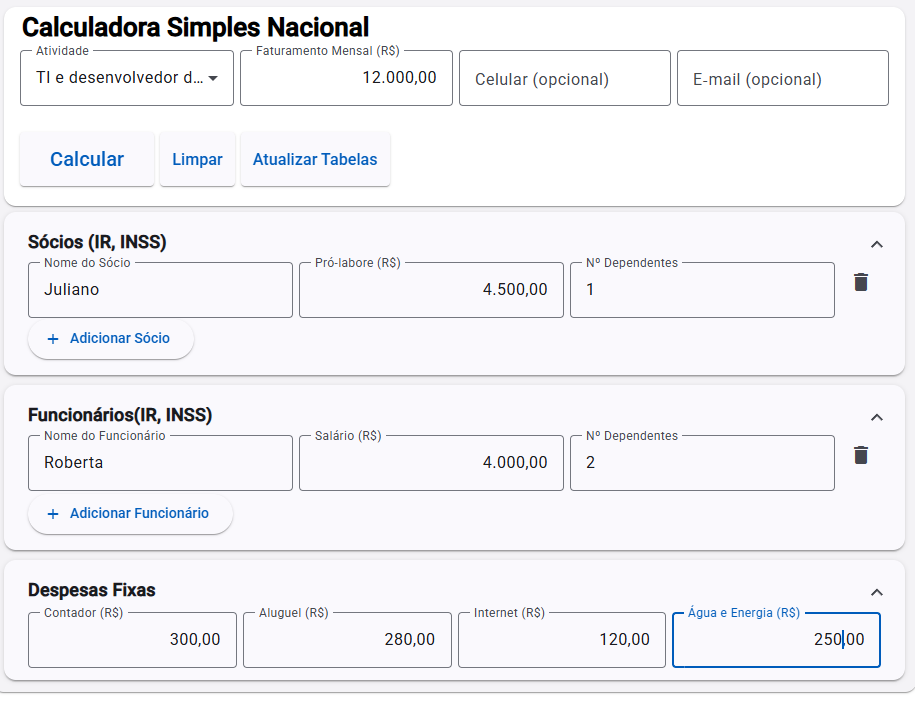 Calculadora Simples Nacional
Atividade
TI e desenvolvedor d...
Faturamento Mensal (R$)
12.000,00
Celular (opcional)
E-mail (opcional)
Calcular
Limpar
Atualizar Tabelas
Sócios (IR, INSS)
Nome do Sócio
Juliano
Pró-labore (R$)
4.500,00
Nº Dependentes
1
+ Adicionar Sócio
Funcionários(IR, INSS)
Nome do Funcionário
Roberta
Salário (R$)
4.000,00
Nº Dependentes
2
+ Adicionar Funcionário
Despesas Fixas
Contador (R$)
300,00
Aluguel (R$)
280,00
Internet (R$)
120,00
Água e Energia (R$)
250,00